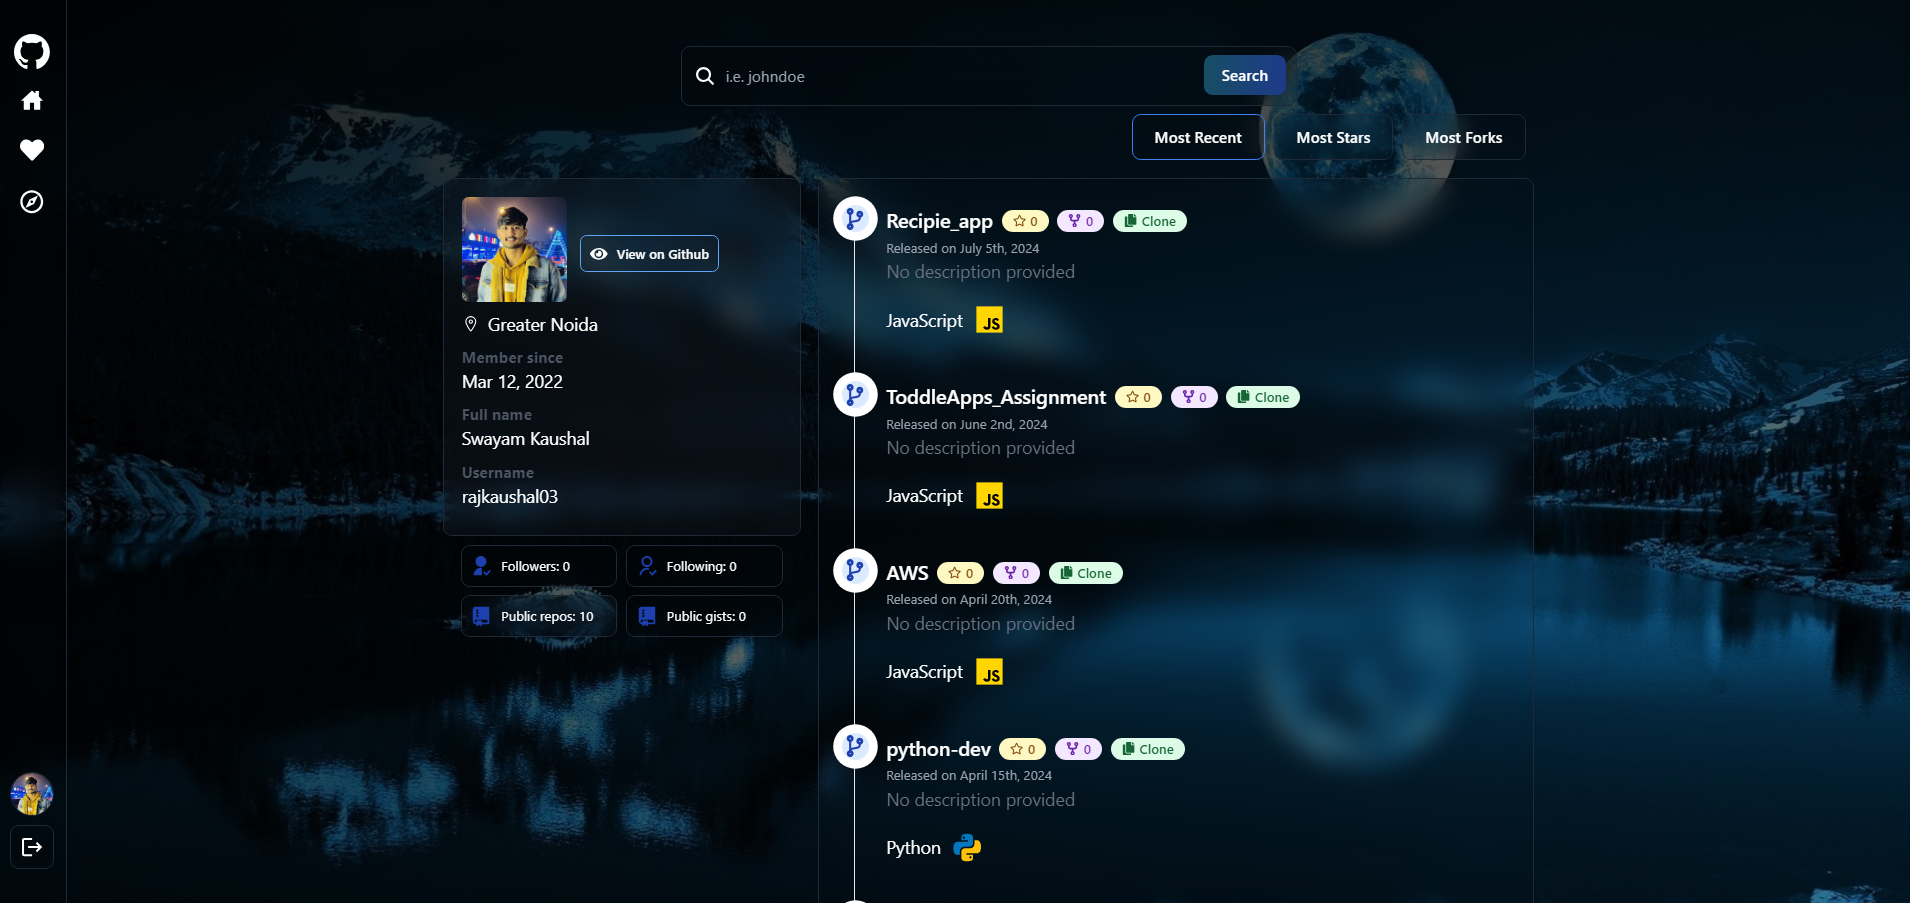 i.e. johndoe
Search
Most Recent
Most Stars
Most Forks
View on Github
Greater Noida
Member since
Mar 12, 2022
Full name
Swayam Kaushal
Username
rajkaushal03
Followers: 0
Following: 0
Public repos: 10
Public gists: 0
Recipie_app 0 0 Clone
Released on July 5th, 2024
No description provided
JavaScript JS
ToddleApps_Assignment 0 0 Clone
Released on June 2nd, 2024
No description provided
JavaScript JS
AWS 0 0 Clone
Released on April 20th, 2024
No description provided
JavaScript JS
python-dev 0 0 Clone
Released on April 15th, 2024
No description provided
Python